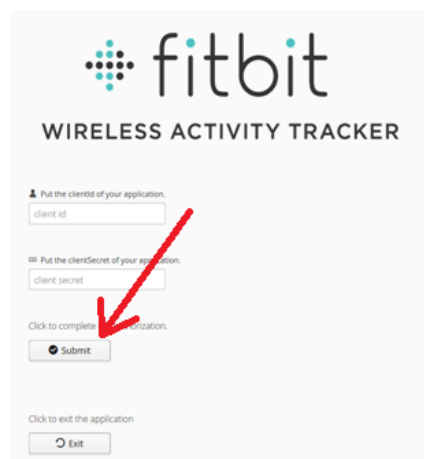 fitbit
WIRELESS ACTIVITY TRACKER
Put the clientId of your application.
client id
Put the clientSecret of your application.
client secret
Click to complete authorization.
Submit
Click to exit the application
Exit